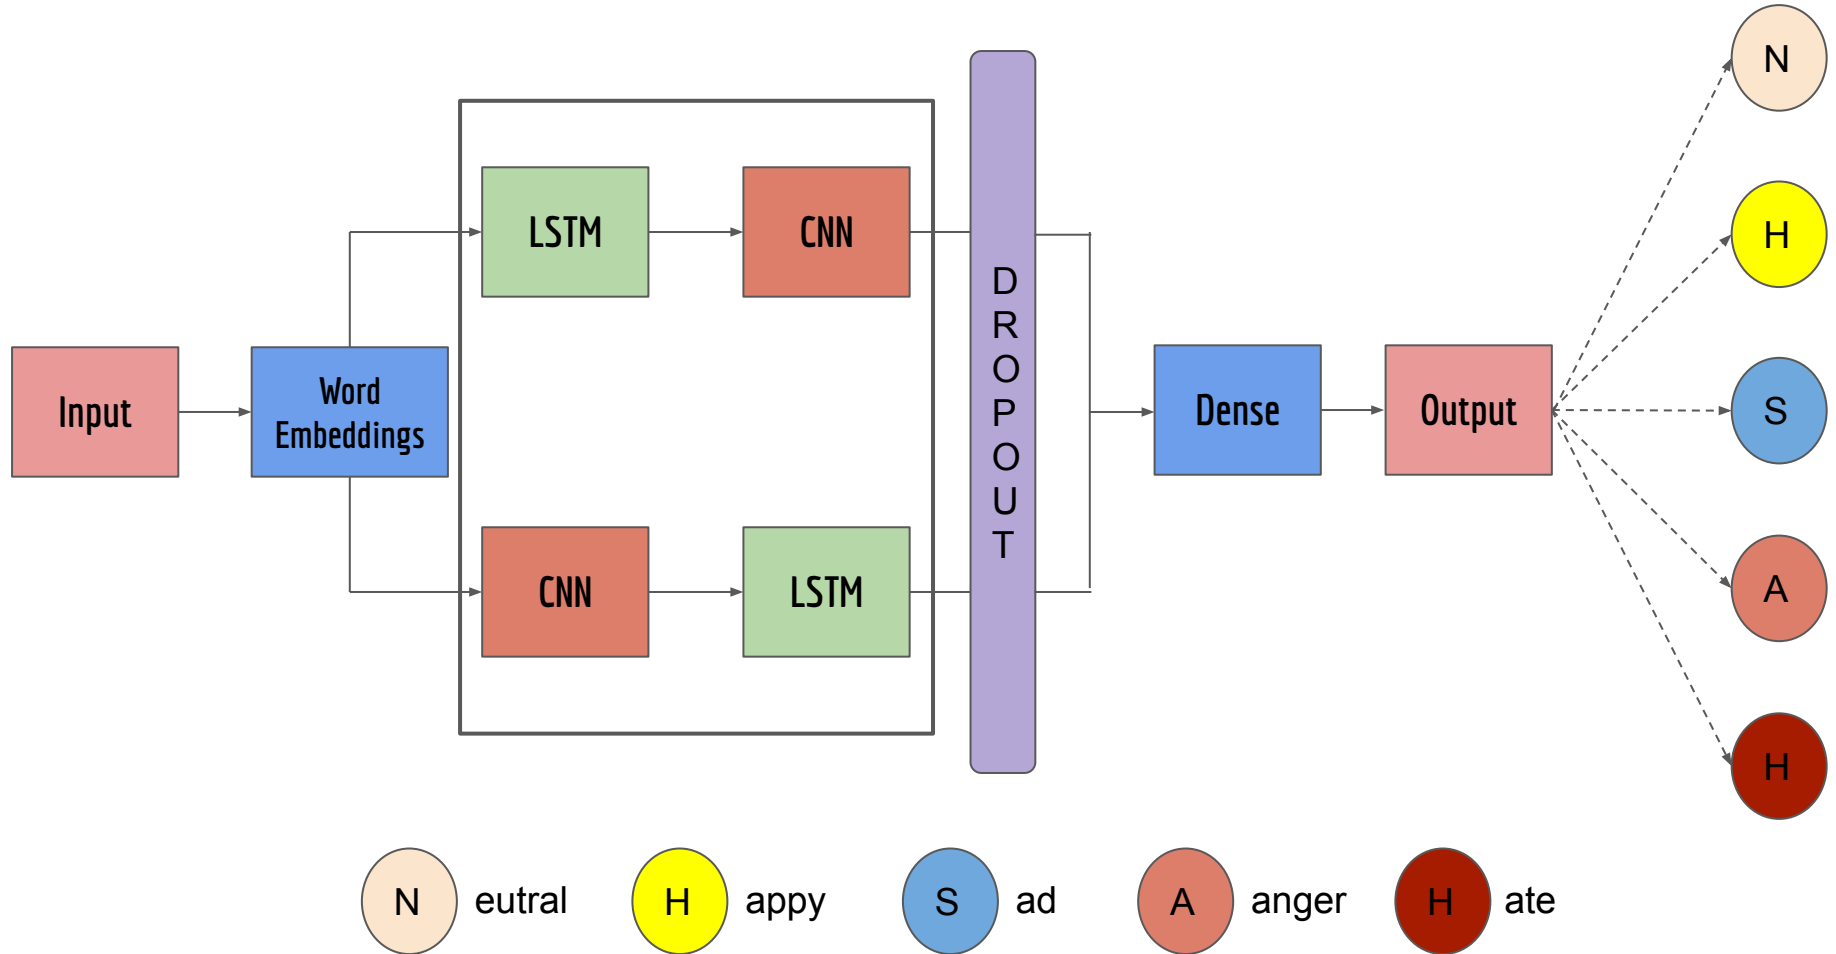 N
LSTM
CNN
H
Input
Word
Embeddings
D
R
O
P
O
U
T
Dense
Output
S
CNN
LSTM
A
H
N eutral H appy S ad A anger H ate